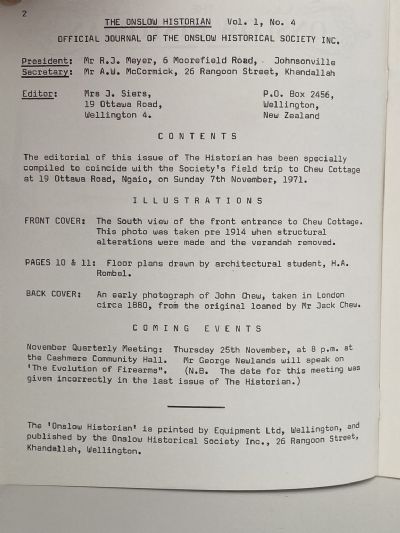 2
THE ONSLOW HISTORIAN Vol. 1, No. 4
OFFICIAL JOURNAL OF THE ONSLOW HISTORICAL SOCIETY INC.
President: Mr R.J. Meyer, 6 Moorefield Road, Johnsonville
Secretary: Mr A.W. McCormick, 26 Rangoon Street, Khandallah
Editor: Mrs J. Siers, P.O. Box 2456,
19 Ottawa Road, Wellington,
Wellington 4. New Zealand
CONTENTS
The editorial of this issue of The Historian has been specially
compiled to coincide with the Society's field trip to Chew Cottage
at 19 Ottawa Road, Ngaio, on Sunday 7th November, 1971.
ILLUSTRATIONS
FRONT COVER: The South view of the front entrance to Chew Cottage.
This photo was taken pre 1914 when structural
alterations were made and the verandah removed.
PAGES 10 & 11: Floor plans drawn by architectural student, H.A.
Rombel.
BACK COVER: An early photograph of John Chew, taken in London
circa 1860, from the original loaned by Mr Jack Chew.
COMING EVENTS
November Quarterly Meeting: Thursday 25th November, at 8 p.m. at
the Cashmere Community Hall. Mr George Newlands will speak on
'The Evolution of Firearms". (N.B. The date for this meeting was
given incorrectly in the last issue of The Historian.)
The 'Onslow Historian' is printed by Equipment Ltd, Wellington, and
published by the Onslow Historical Society Inc., 26 Rangoon Street,
Khandallah, Wellington.